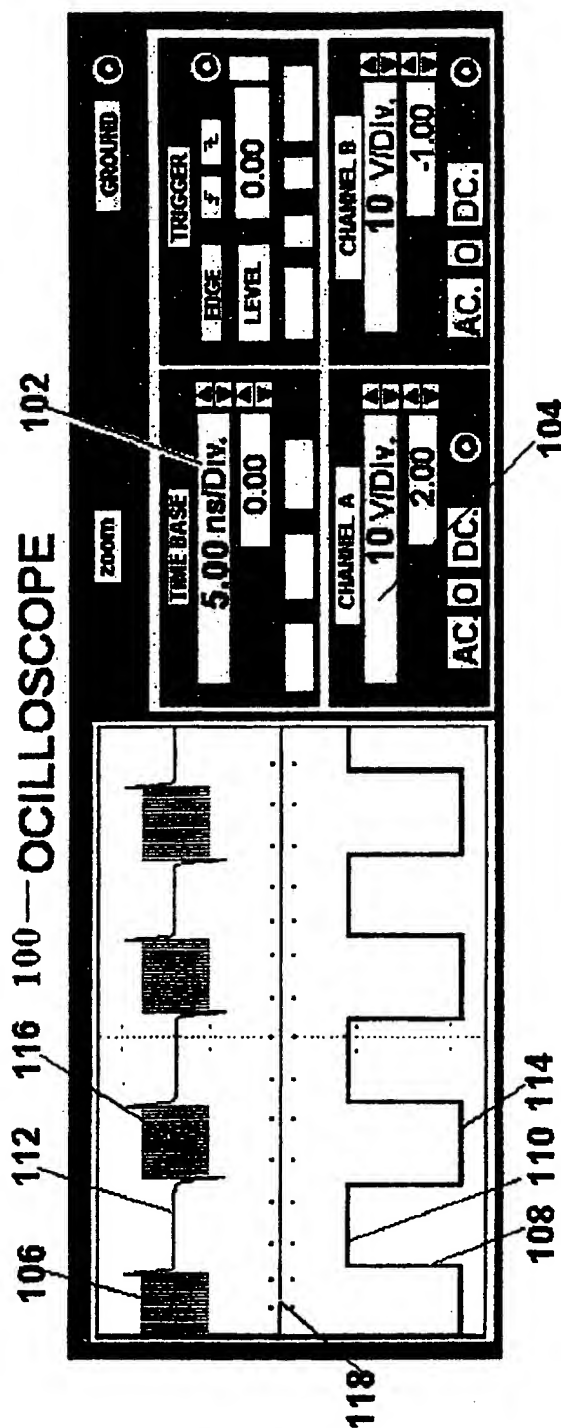 100 OCILLOSCOPE
106
112
116
102
zoom
GROUND
TIME BASE
5.00 ns/Div.
0.00
TRIGGER
EDGE
LEVEL
0.00
CHANNEL A
10 V/Div.
2.00
AC. 0 DC.
CHANNEL B
10 V/Div.
-1.00
AC. 0 DC.
118
108
110
114
104